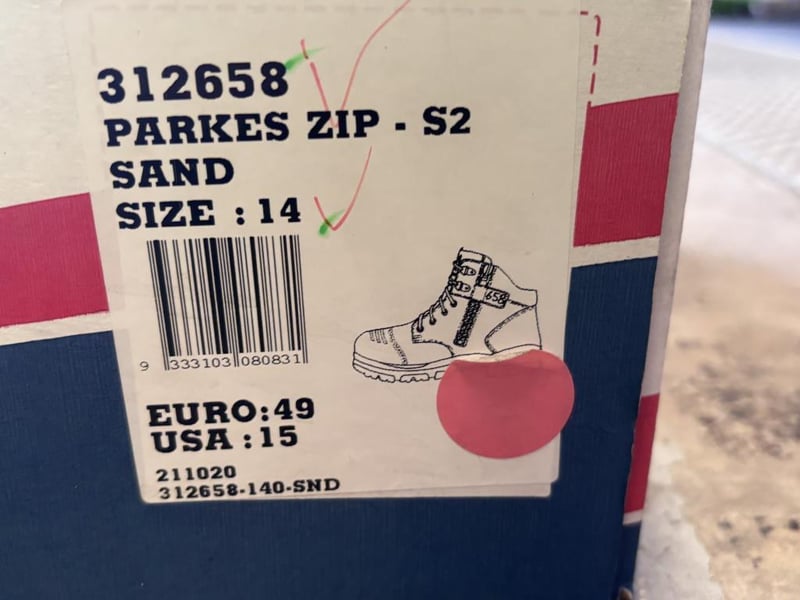 312658
PARKES ZIP - S2
SAND
SIZE : 14
9 333103 080831
658
EURO:49
USA :15
211020
312658-140-SND